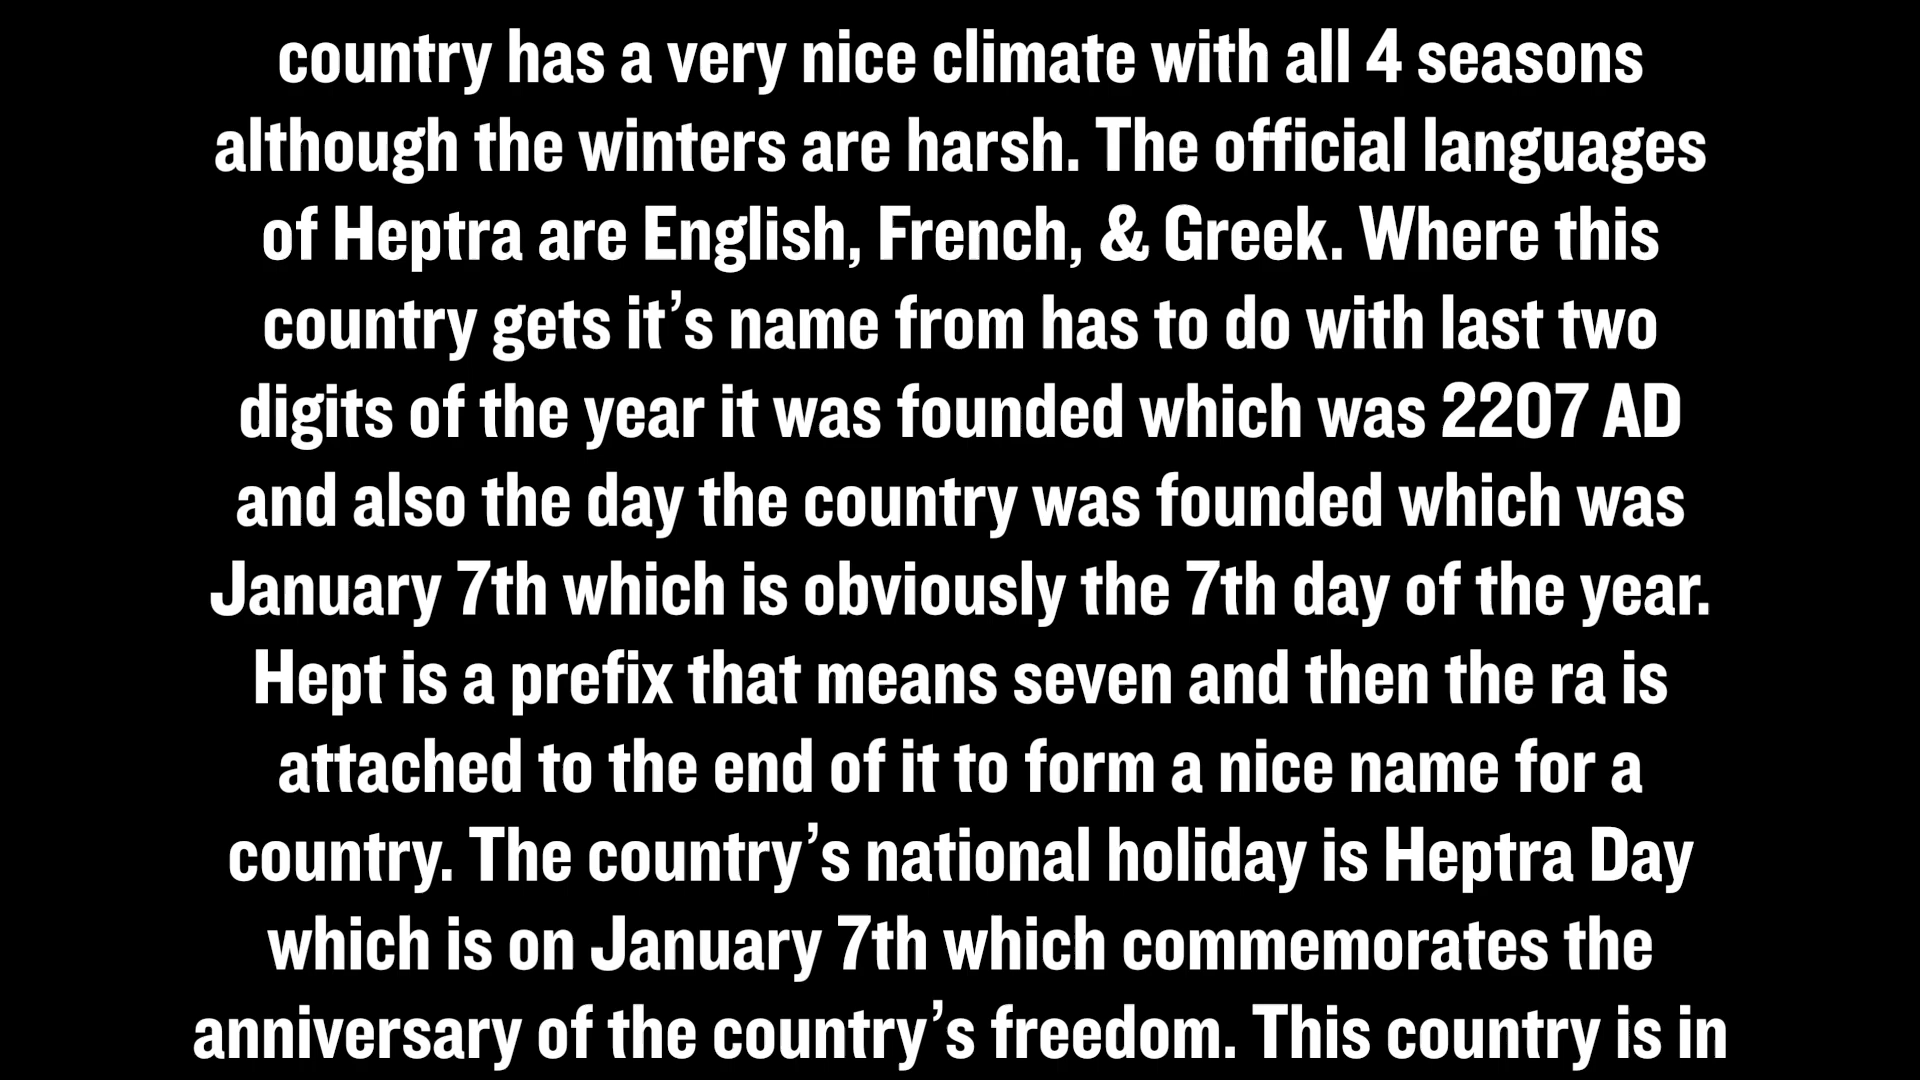 country has a very nice climate with all 4 seasons
although the winters are harsh. The official languages
of Heptra are English, French, & Greek. Where this
country gets it’s name from has to do with last two
digits of the year it was founded which was 2207 AD
and also the day the country was founded which was
January 7th which is obviously the 7th day of the year.
Hept is a prefix that means seven and then the ra is
attached to the end of it to form a nice name for a
country. The country’s national holiday is Heptra Day
which is on January 7th which commemorates the
anniversary of the country’s freedom. This country is in